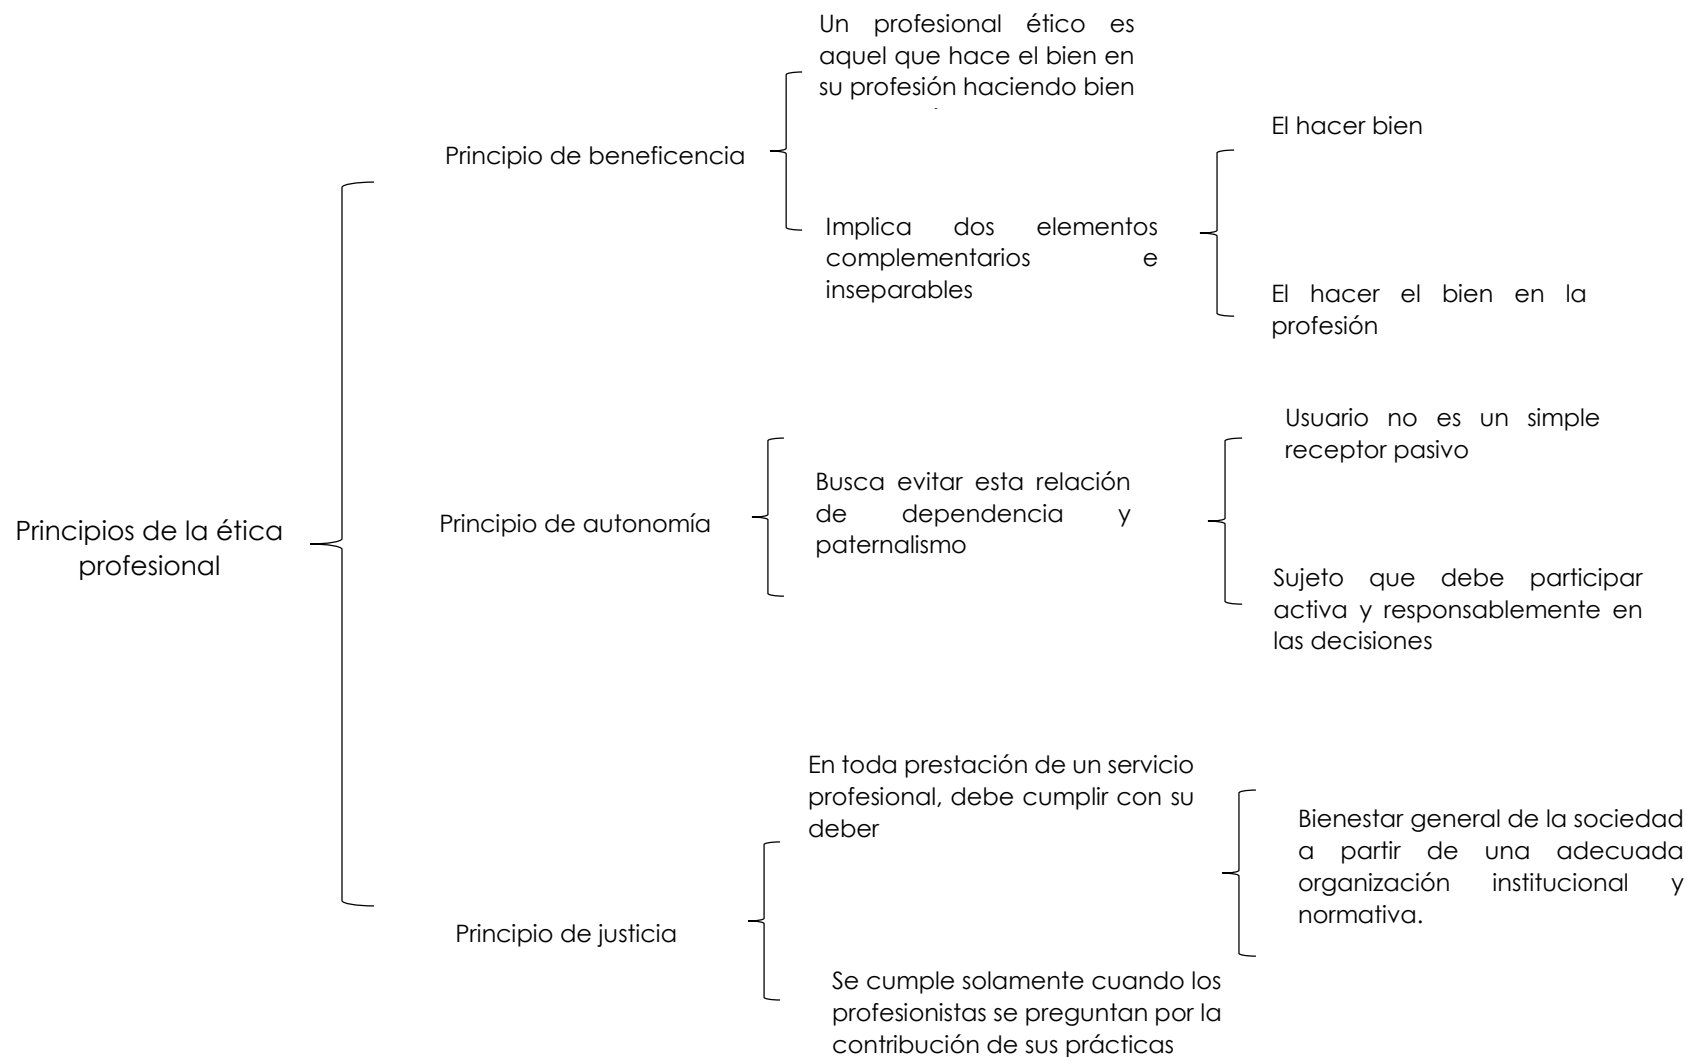 Principios de la ética
profesional
Principio de beneficencia
Un profesional ético es
aquel que hace el bien en
su profesión haciendo bien
Implica dos elementos
complementarios e
inseparables
El hacer bien
El hacer el bien en la
profesión
Principio de autonomía
Busca evitar esta relación
de dependencia y
paternalismo
Usuario no es un simple
receptor pasivo
Sujeto que debe participar
activa y responsablemente en
las decisiones
Principio de justicia
En toda prestación de un servicio
profesional, debe cumplir con su
deber
Se cumple solamente cuando los
profesionistas se preguntan por la
contribución de sus prácticas
Bienestar general de la sociedad
a partir de una adecuada
organización institucional y
normativa.